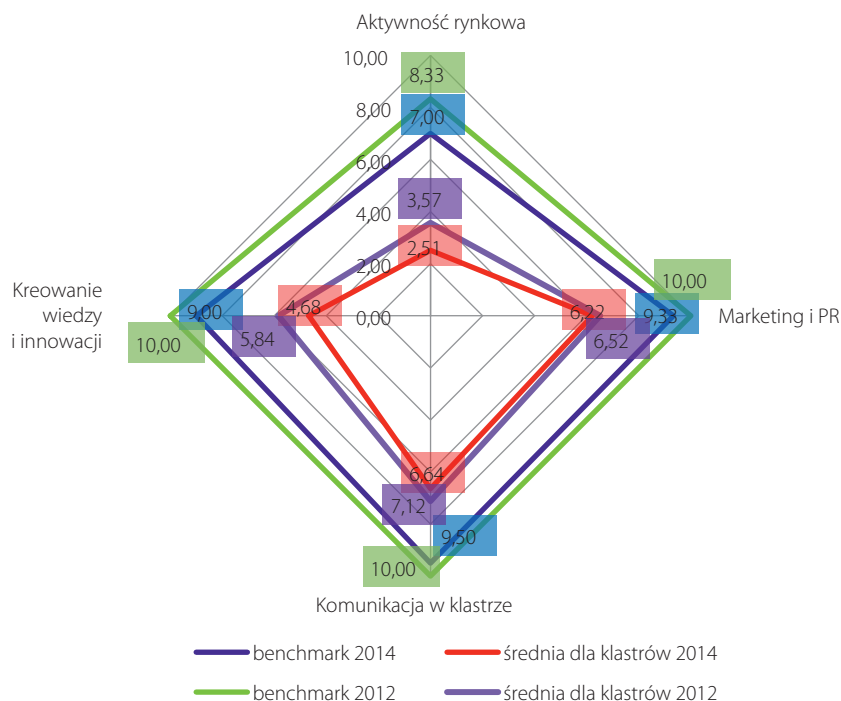 Aktywność rynkowa
10,00
8,33
8,00
7,00
6,00
4,00
3,57
2,51
2,00
0,00
Kreowanie
wiedzy
i innowacji
9,00
4,68
5,84
10,00
10,00
6,22
9,33
6,52
Marketing i PR
6,64
7,12
9,50
10,00
Komunikacja w klastrze
benchmark 2014
średnia dla klastrów 2014
benchmark 2012
średnia dla klastrów 2012